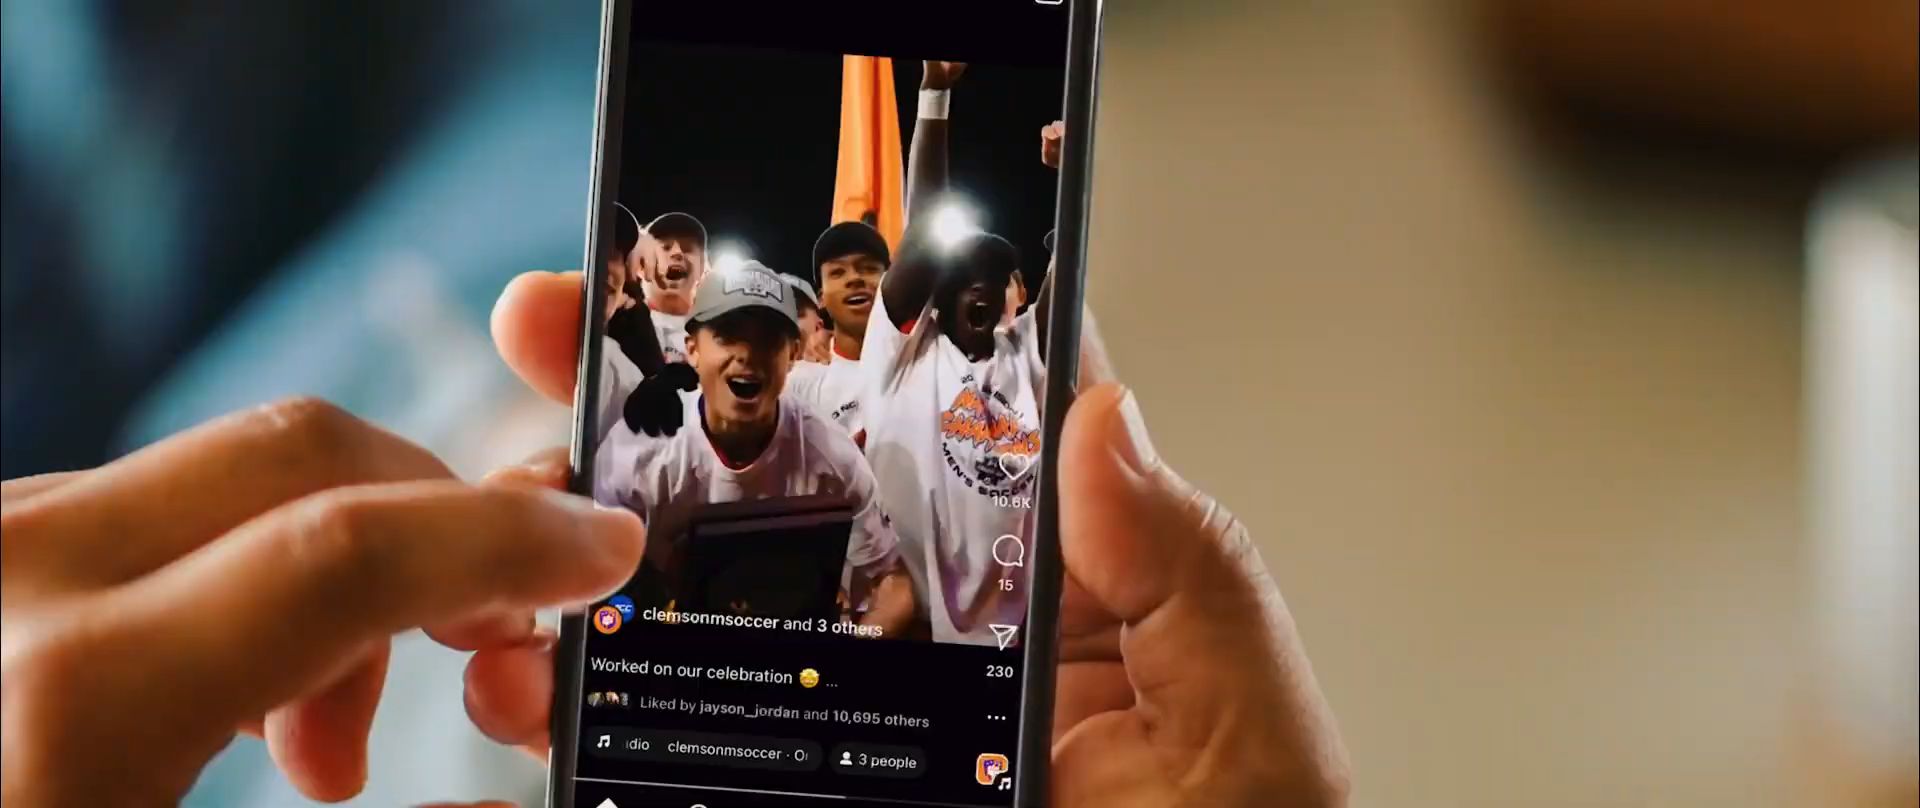 MEN'S SOCCER
10.6K
15
clemsonmsoccer and 3 others
Worked on our celebration 🤩 ...
230
Liked by jayson_jordan and 10,695 others
idio clemsonmsoccer · O
3 people